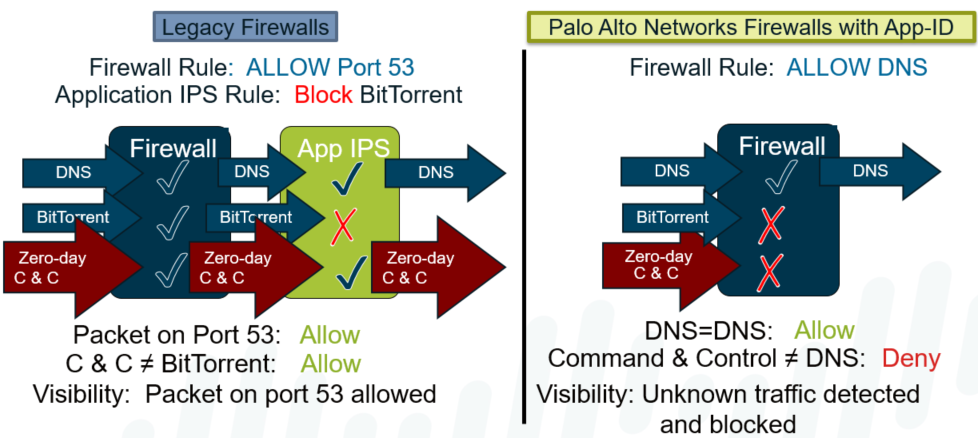 Legacy Firewalls
Firewall Rule: ALLOW Port 53
Application IPS Rule: Block BitTorrent
Firewall
App IPS
DNS
DNS
DNS
BitTorrent
BitTorrent
Zero-day
C & C
Zero-day
C & C
Zero-day
C & C
Packet on Port 53: Allow
C & C ≠ BitTorrent: Allow
Visibility: Packet on port 53 allowed
Palo Alto Networks Firewalls with App-ID
Firewall Rule: ALLOW DNS
Firewall
DNS
DNS
BitTorrent
Zero-day
C & C
DNS=DNS: Allow
Command & Control ≠ DNS: Deny
Visibility: Unknown traffic detected
and blocked